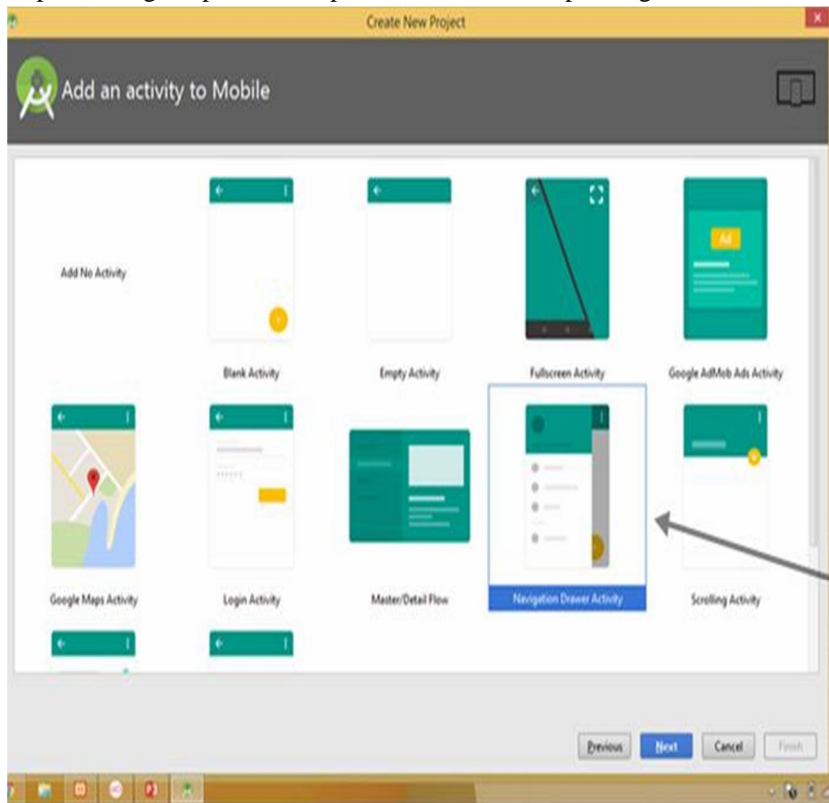 Create New Project
Add an activity to Mobile
Add No Activity
Blank Activity
Empty Activity
Fullscreen Activity
Ad
Google AdMob Ads Activity
Google Maps Activity
Login Activity
Master/Detail Flow
Navigation Drawer Activity
Scrolling Activity
Previous
Next
Cancel
Finish